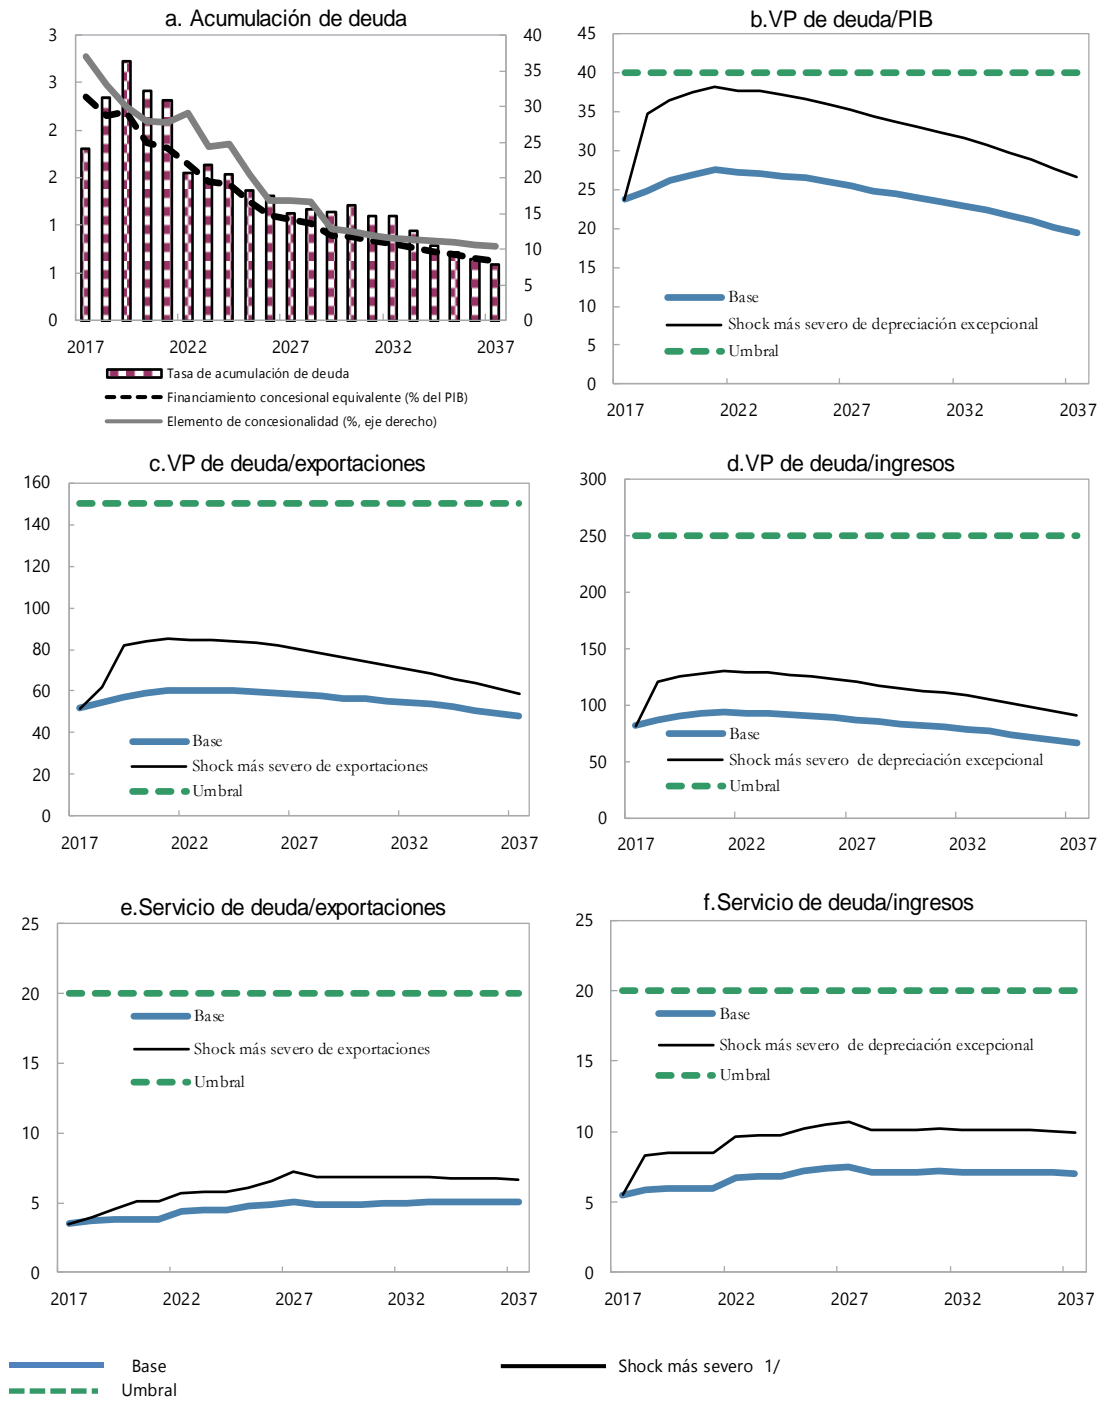 a. Acumulación de deuda
3
3
2
2
1
1
0
40
35
30
25
20
15
10
5
0
2017 2022 2027 2032 2037
Tasa de acumulación de deuda
Financiamiento concesional equivalente (% del PIB)
Elemento de concesionalidad (%, eje derecho)
b.VP de deuda/PIB
45
40
35
30
25
20
15
10
5
0
Base
Shock más severo de depreciación excepcional
Umbral
2017 2022 2027 2032 2037
c.VP de deuda/exportaciones
160
140
120
100
80
60
40
20
0
Base
Shock más severo de exportaciones
Umbral
2017 2022 2027 2032 2037
d.VP de deuda/ingresos
300
250
200
150
100
50
0
Base
Shock más severo de depreciación excepcional
Umbral
2017 2022 2027 2032 2037
e.Servicio de deuda/exportaciones
25
20
15
10
5
0
Base
Shock más severo de exportaciones
Umbral
2017 2022 2027 2032 2037
f.Servicio de deuda/ingresos
25
20
15
10
5
0
Base
Shock más severo de depreciación excepcional
Umbral
2017 2022 2027 2032 2037
Base
Shock más severo 1/
Umbral